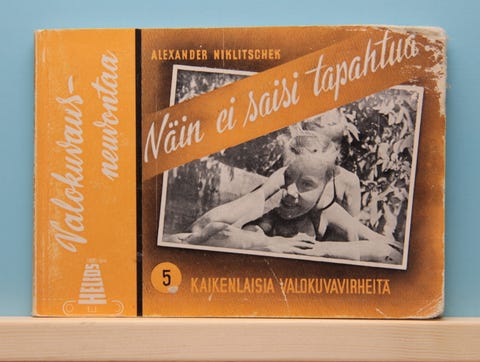 Valokuvaus-
neuvontaa
HELIOS
ALEXANDER NIKLITSCHEK
Näin ei saisi tapahtua
5 KAIKENLAISIA VALOKUVAVIRHEITÄ